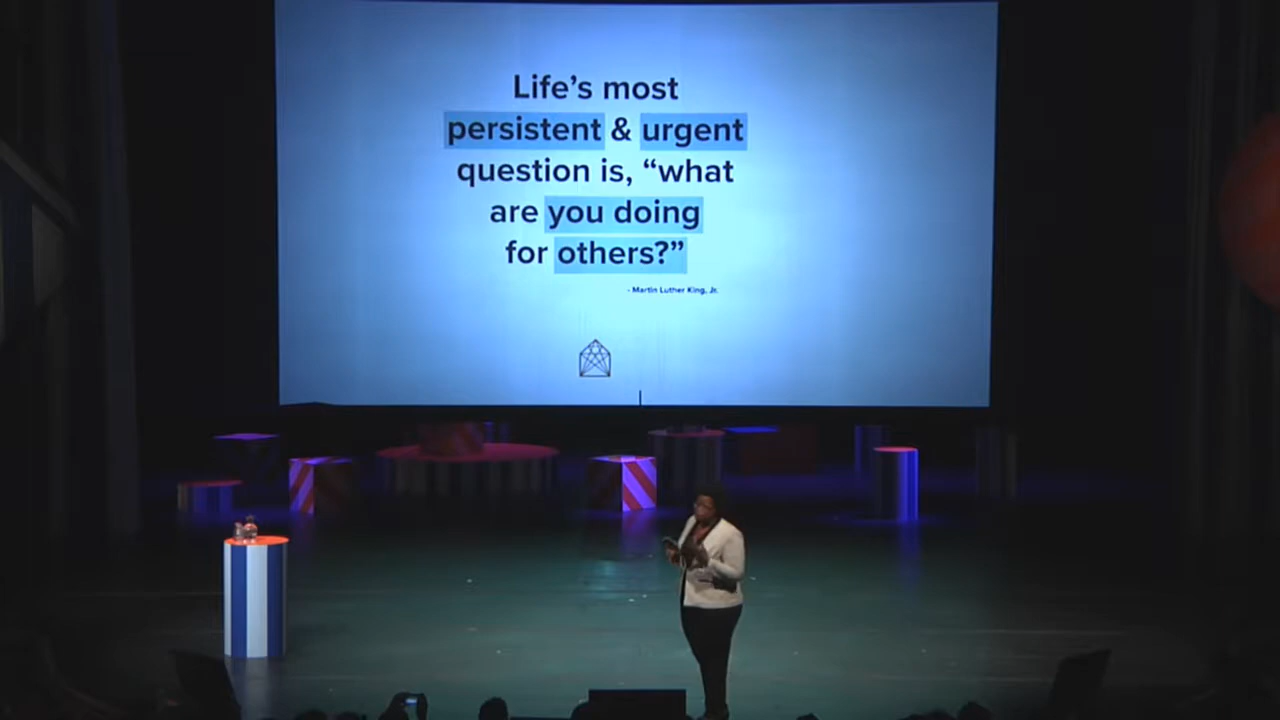 Life’s most
persistent & urgent
question is, “what
are you doing
for others?”
- Martin Luther King, Jr.